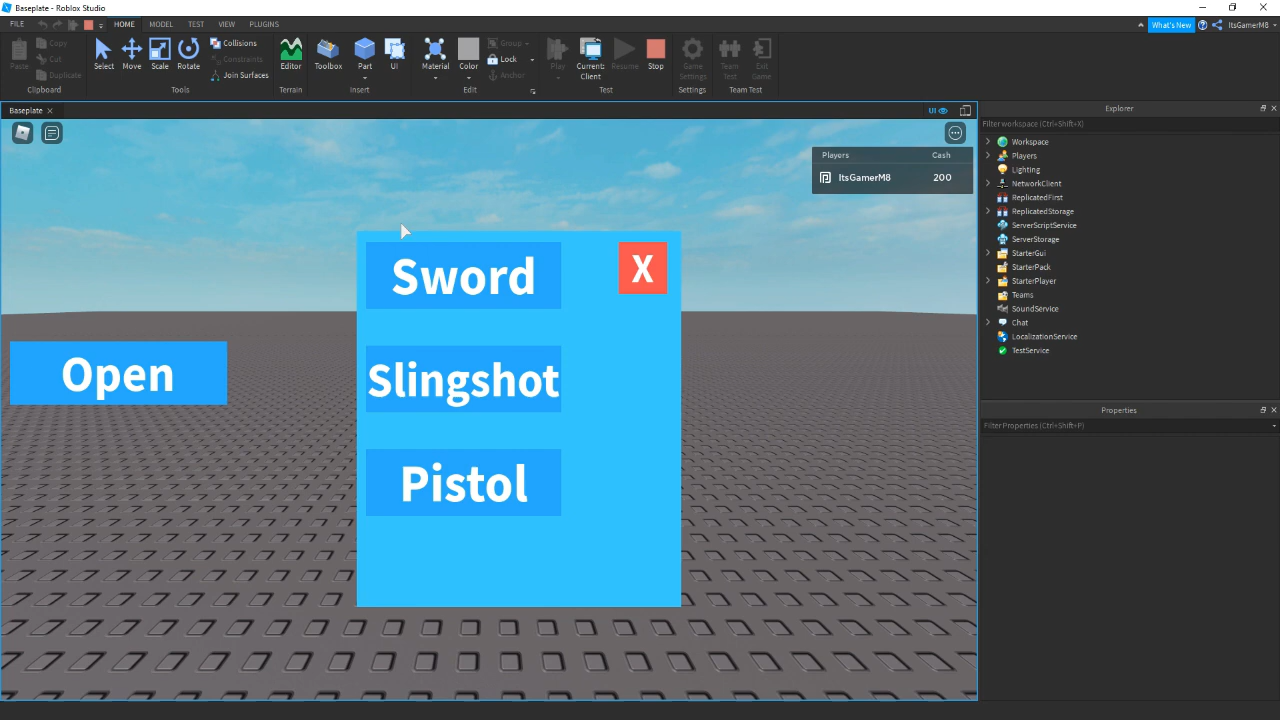 Baseplate - Roblox Studio
FILE HOME MODEL TEST VIEW PLUGINS What's New ItsGamerM8
Paste Copy Cut Duplicate Clipboard
Select Move Scale Rotate Collisions Constraints Join Surfaces Tools
Editor Terrain
Toolbox Part UI Insert
Material Color Group Lock Anchor Edit
Play Current: Client Resume Stop Test
Game Settings Settings
Team Test Exit Game Team Test
Baseplate UI
Players Cash
ItsGamerM8 200
Sword X
Open
Slingshot
Pistol
Explorer
Filter workspace (Ctrl+Shift+X)
Workspace
Players
Lighting
NetworkClient
ReplicatedFirst
ReplicatedStorage
ServerScriptService
ServerStorage
StarterGui
StarterPack
StarterPlayer
Teams
SoundService
Chat
LocalizationService
TestService
Properties
Filter Properties (Ctrl+Shift+P)